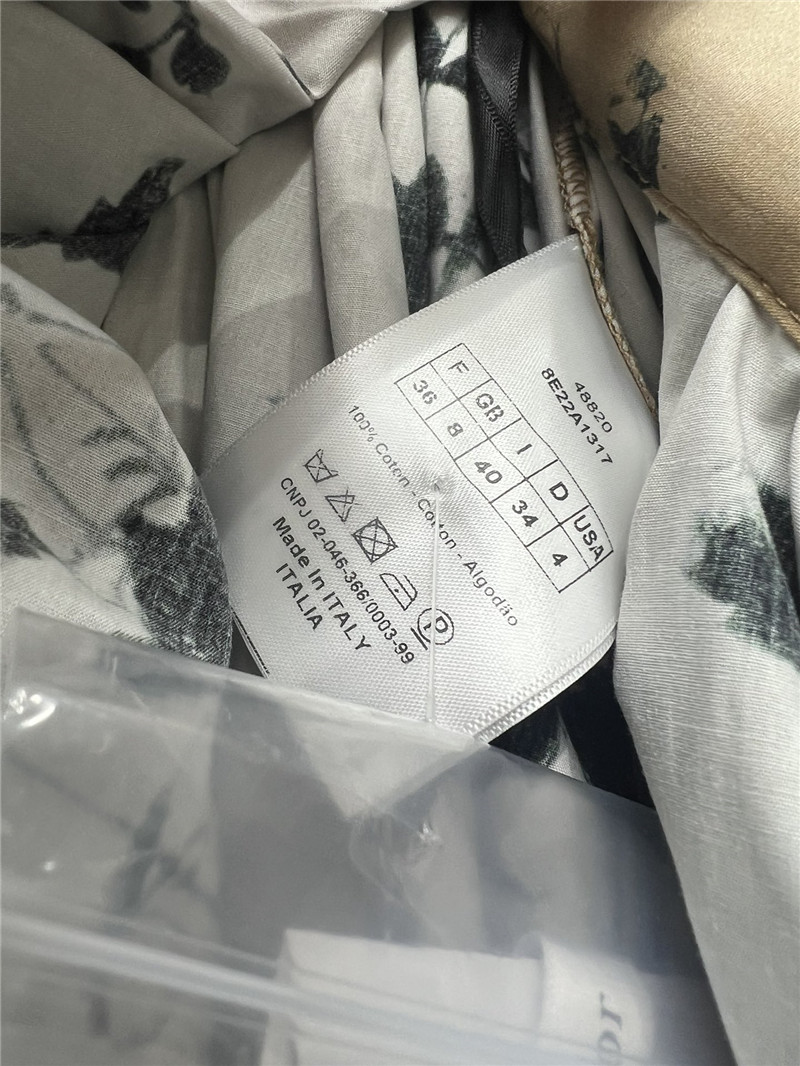 48820
8E22A1317
F GB I D USA
36 8 40 34 4
100% Coton - Cotton - Algodão
P
CNPJ 02-046-366/0003-99
Made In ITALY
ITALIA